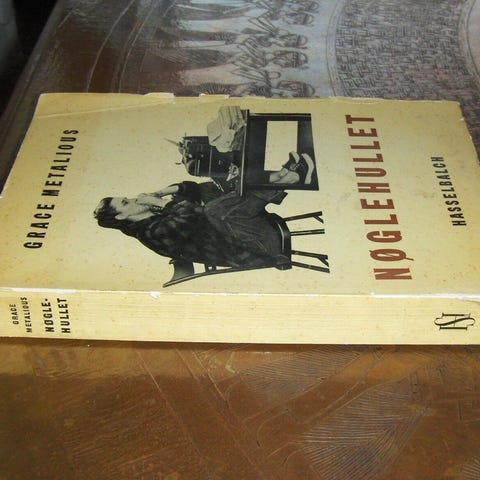 GRACE METALIOUS
NØGLEHULLET
HASSELBALCH
GRACE
METALIOUS
NØGLE-
HULLET